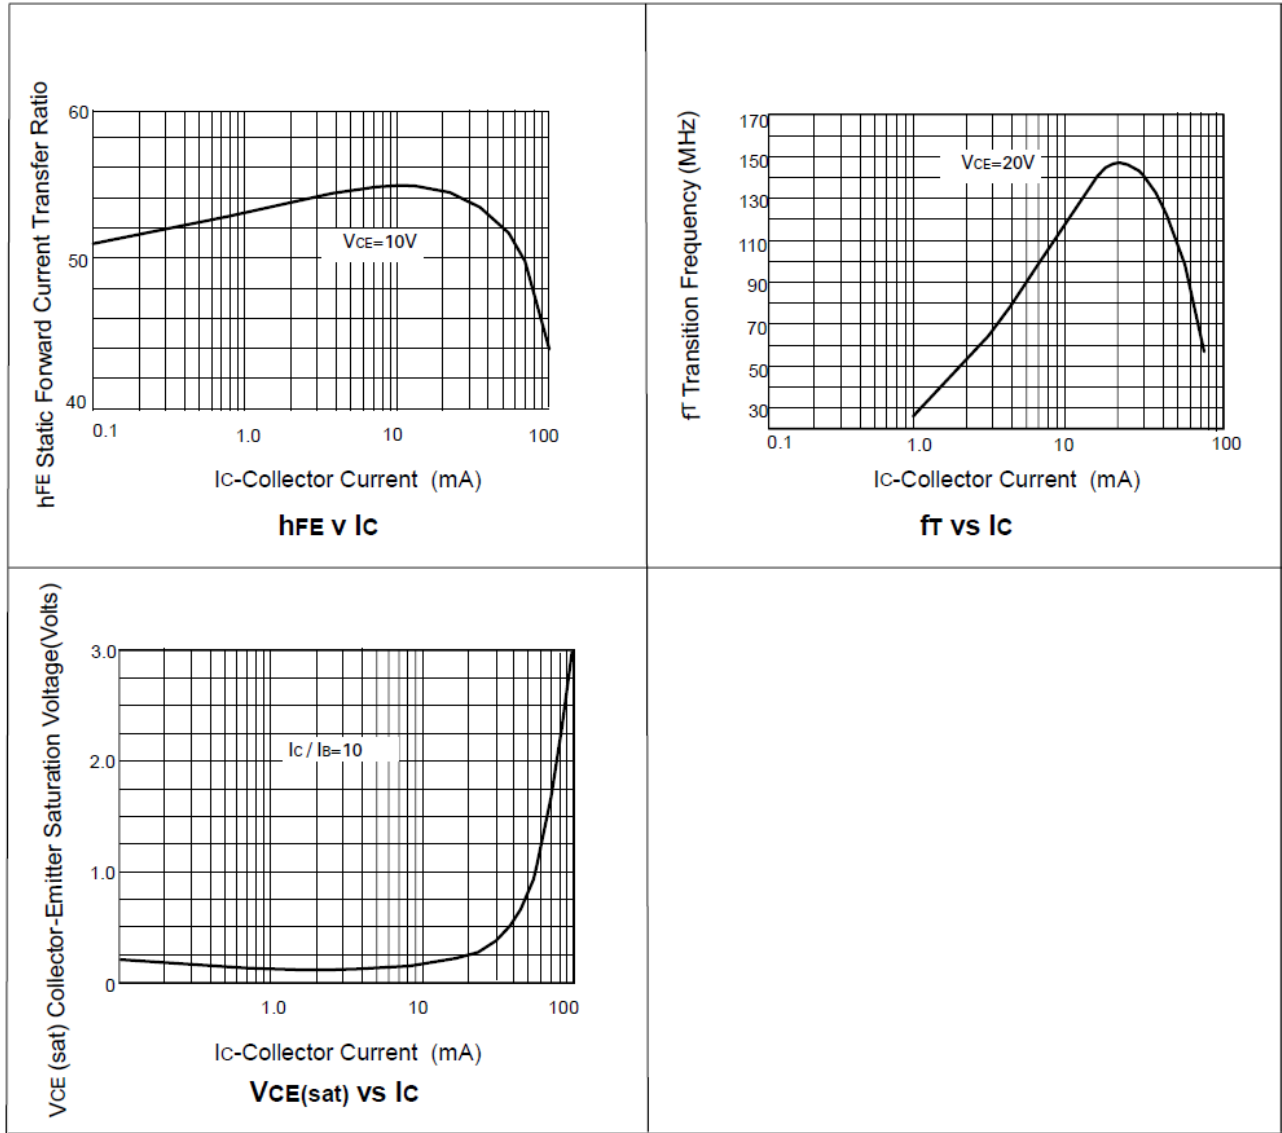 hFE Static Forward Current Transfer Ratio
60
50
40
VCE=10V
0.1 1.0 10 100
IC-Collector Current (mA)
hFE v IC
fT Transition Frequency (MHz)
170
150
130
110
90
70
50
30
VCE=20V
0.1 1.0 10 100
IC-Collector Current (mA)
fT vs IC
VCE (sat) Collector-Emitter Saturation Voltage(Volts)
3.0
2.0
1.0
0
IC / IB=10
1.0 10 100
IC-Collector Current (mA)
VCE(sat) vs IC